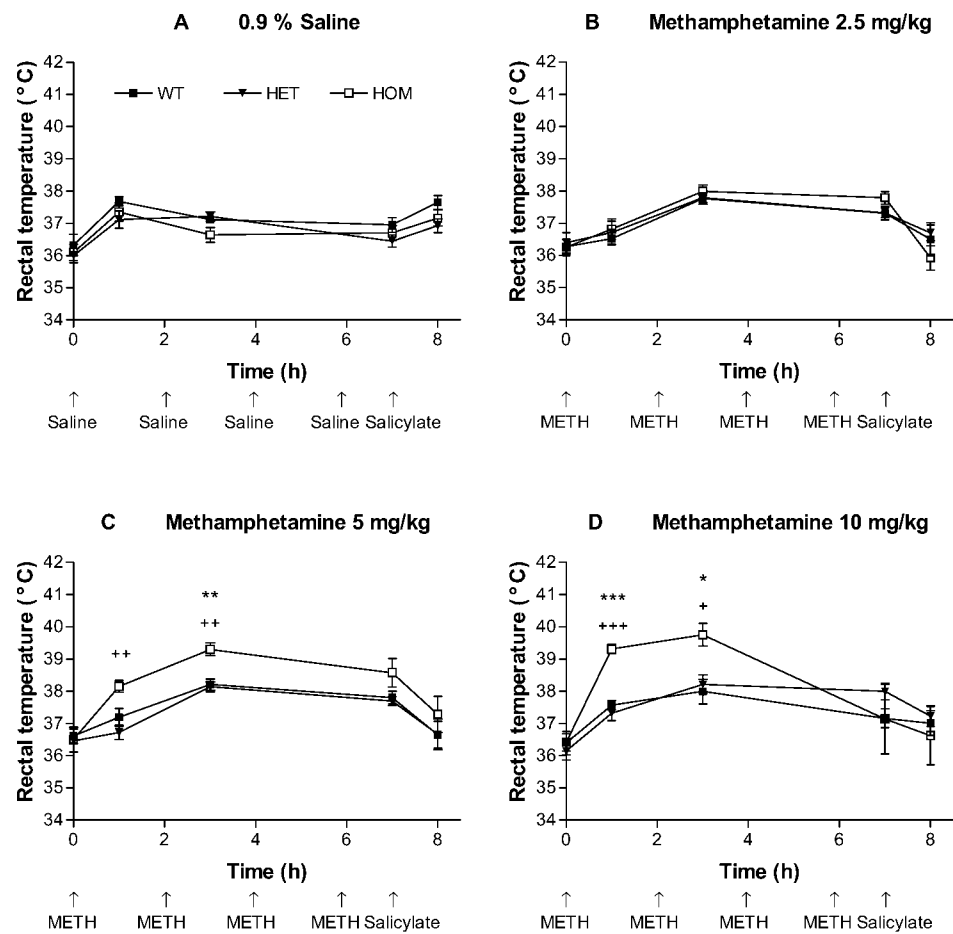 A 0.9 % Saline
42
41
40
39
38
37
36
35
34
Rectal temperature (°C)
WT HET HOM
0 2 4 6 8
Time (h)
↑ ↑ ↑ ↑ ↑
Saline Saline Saline Saline Salicylate
B Methamphetamine 2.5 mg/kg
42
41
40
39
38
37
36
35
34
Rectal temperature (°C)
0 2 4 6 8
Time (h)
↑ ↑ ↑ ↑ ↑
METH METH METH METH Salicylate
C Methamphetamine 5 mg/kg
42
41
40
39
38
37
36
35
34
Rectal temperature (°C)
**
++ ++
0 2 4 6 8
Time (h)
↑ ↑ ↑ ↑ ↑
METH METH METH METH Salicylate
D Methamphetamine 10 mg/kg
42
41
40
39
38
37
36
35
34
Rectal temperature (°C)
*** *
+++ +
0 2 4 6 8
Time (h)
↑ ↑ ↑ ↑ ↑
METH METH METH METH Salicylate